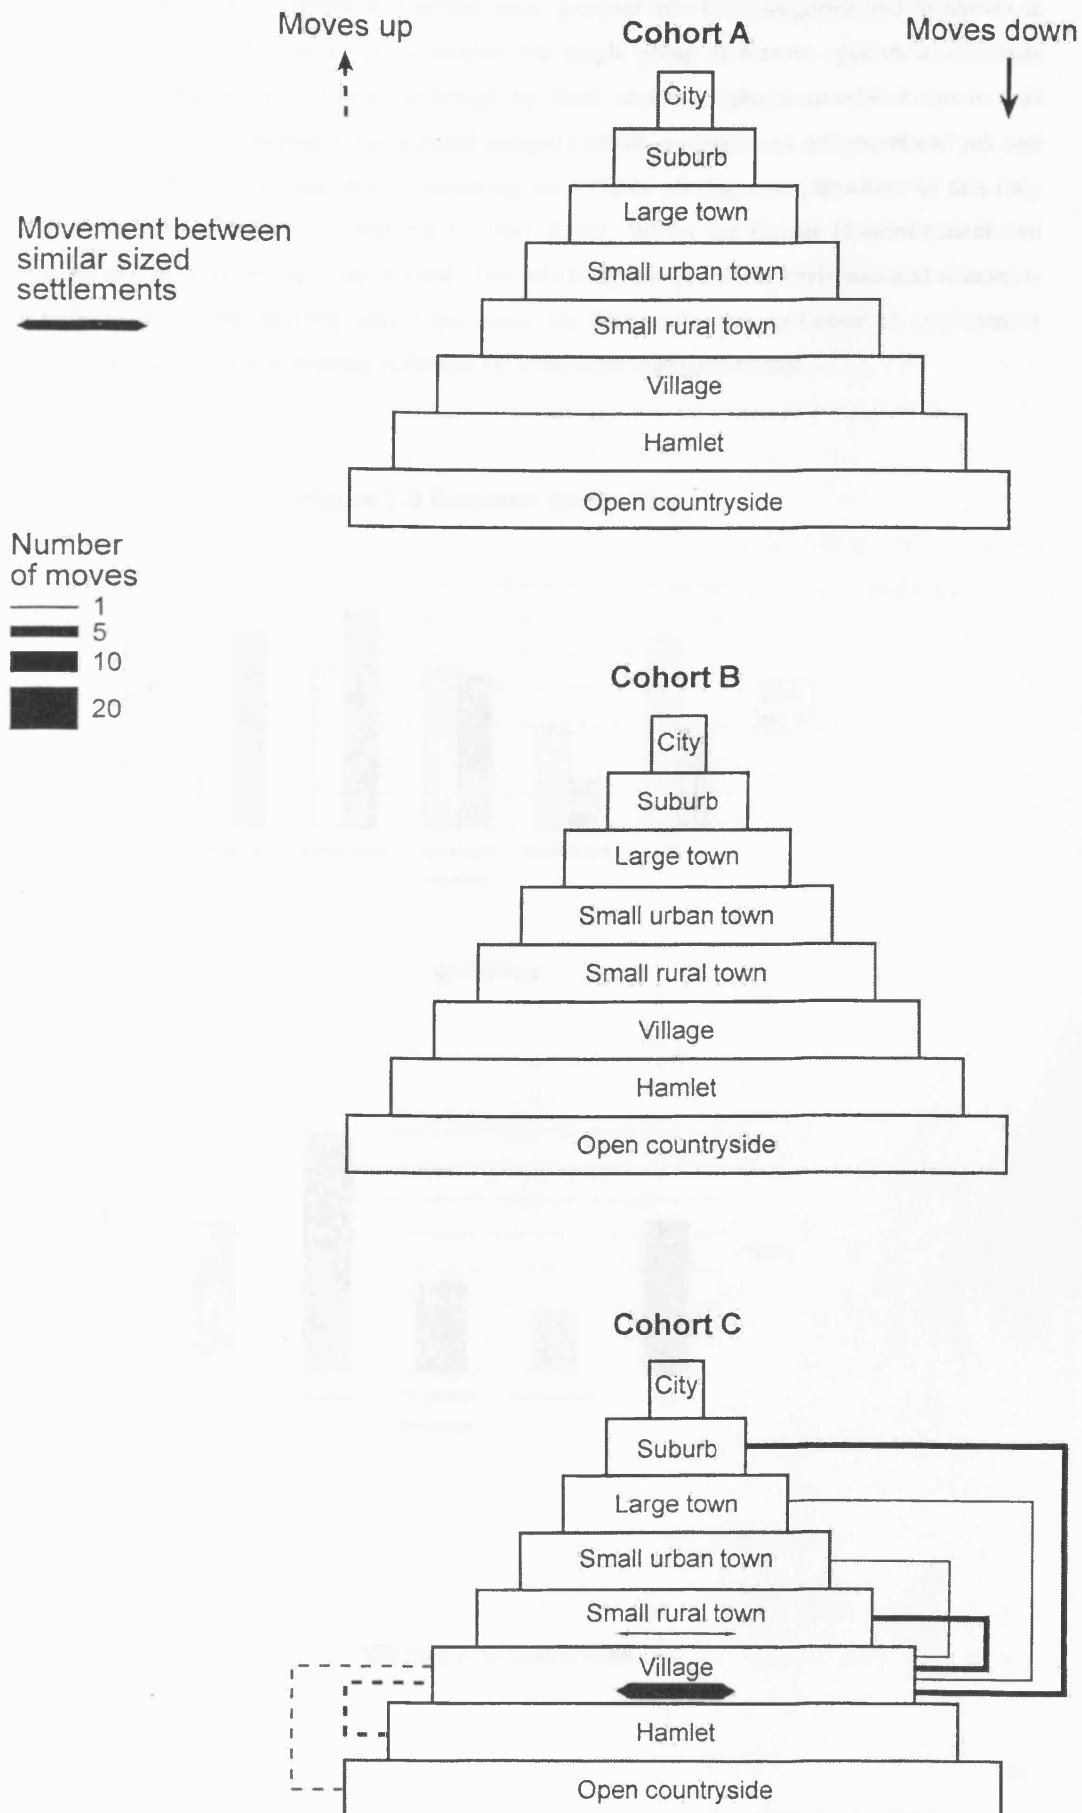 Moves up
Cohort A
Moves down
City
Suburb
Large town
Small urban town
Small rural town
Village
Hamlet
Open countryside
Movement between
similar sized
settlements
Number
of moves
1
5
10
20
Cohort B
City
Suburb
Large town
Small urban town
Small rural town
Village
Hamlet
Open countryside
Cohort C
City
Suburb
Large town
Small urban town
Small rural town
Village
Hamlet
Open countryside